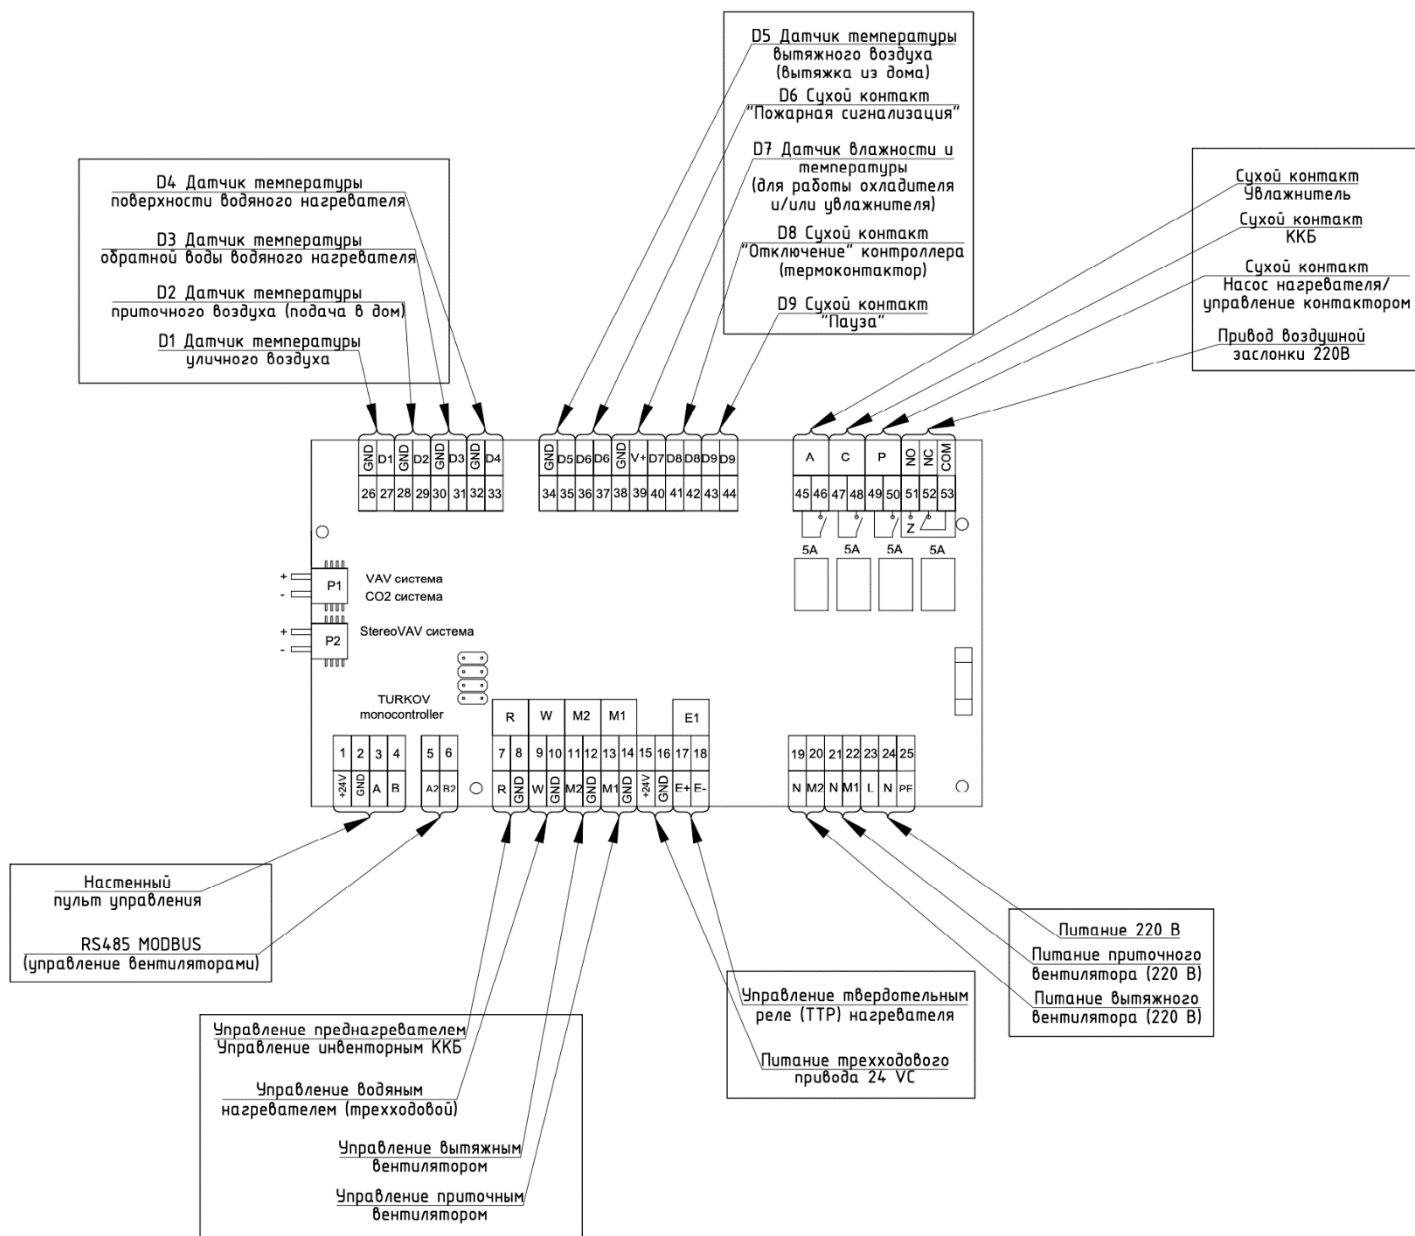 D5 Датчик температуры
вытяжного воздуха
(вытяжка из дома)
D6 Сухой контакт
"Пожарная сигнализация"
D7 Датчик влажности и
температуры
(для работы охладителя
и/или увлажнителя)
D8 Сухой контакт
"Отключение" контроллера
(термоконтактор)
D9 Сухой контакт
"Пауза"
D4 Датчик температуры
поверхности водяного нагревателя
D3 Датчик температуры
обратной воды водяного нагревателя
D2 Датчик температуры
приточного воздуха (подача в дом)
D1 Датчик температуры
уличного воздуха
Сухой контакт
Увлажнитель
Сухой контакт
ККБ
Сухой контакт
Насос нагревателя/
управление контактором
Привод воздушной
заслонки 220В
GND D1 GND D2 GND D3 GND D4
26 27 28 29 30 31 32 33
GND D5 D6 D6 GND V+ D7 D8 D8 D9 D9
34 35 36 37 38 39 40 41 42 43 44
A C P NO NC COM
45 46 47 48 49 50 51 52 53
Z
5A 5A 5A 5A
+
-
P1
VAV система
CO2 система
+
-
P2
StereoVAV система
TURKOV
monocontroller
R W M2 M1 E1
1 2 3 4 5 6 7 8 9 10 11 12 13 14 15 16 17 18
+24V GND A B A2 B2 R GND W GND M2 GND M1 GND +24V GND E+ E-
19 20 21 22 23 24 25
N M2 N M1 L N PE
Настенный
пульт управления
RS485 MODBUS
(управление вентиляторами)
Управление преднагревателем
Управление инвенторным ККБ
Управление водяным
нагревателем (трехходовой)
Управление вытяжным
вентилятором
Управление приточным
вентилятором
Управление твердотельным
реле (ТТР) нагревателя
Питание трехходового
привода 24 VC
Питание 220 В
Питание приточного
вентилятора (220 В)
Питание вытяжного
вентилятора (220 В)